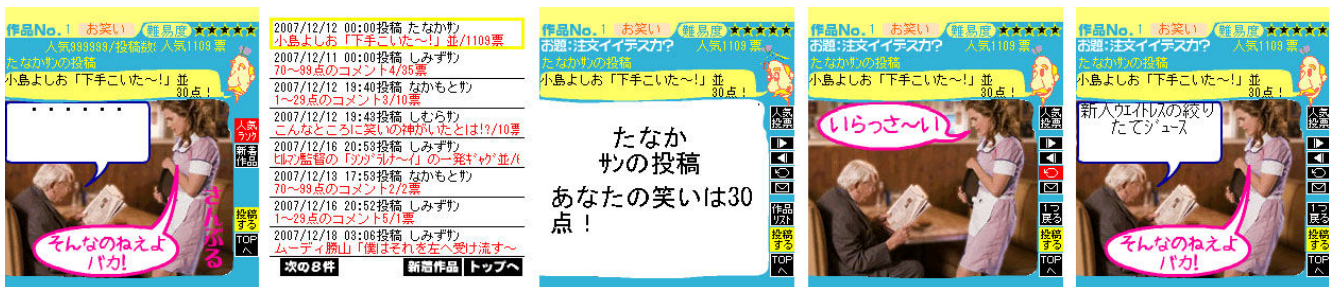 作品No.1 お笑い 難易度 ★★★★★
人気999999/投稿数: 人気1109 票
たなかサンの投稿
小島よしお「下手こいた〜!」並
30点!
・・・・・・
そんなのねえよ
バカ!
さんぷる
人気
ランク
新着
作品
投稿
する
TOP
へ
2007/12/12 00:00投稿 たなかサン
小島よしお「下手こいた〜!」並/1109票
2007/12/11 00:00投稿 しみずサン
70〜99点のコメント4/35票
2007/12/12 19:40投稿 なかもとサン
1〜29点のコメント3/10票
2007/12/12 19:43投稿 しむらサン
こんなところに笑いの神がいたとは!?/10票
2007/12/16 20:53投稿 しみずサン
ヒルマン監督の「シンジラレナ〜イ」の一発ギャグ並/6
2007/12/13 17:53投稿 なかもとサン
70〜99点のコメント2/2票
2007/12/16 20:52投稿 しみずサン
1〜29点のコメント5/1票
2007/12/18 03:06投稿 しみずサン
ムーディ勝山「僕はそれを左へ受け流す〜
次の8件 新着作品 トップへ
作品No.1 お笑い 難易度 ★★★★★
お題:注文イイデスカ? 人気1109 票
たなかサンの投稿
小島よしお「下手こいた〜!」並
30点!
たなか
サンの投稿
あなたの笑いは30
点!
人気
投票
作品
リスト
投稿
する
TOP
へ
作品No.1 お笑い 難易度 ★★★★★
お題:注文イイデスカ? 人気1109 票
たなかサンの投稿
小島よしお「下手こいた〜!」並
30点!
いらっさ〜い
人気
投票
1つ
戻る
投稿
する
TOP
へ
作品No.1 お笑い 難易度 ★★★★★
お題:注文イイデスカ? 人気1109 票
たなかサンの投稿
小島よしお「下手こいた〜!」並
30点!
新人ウエイトレスの絞り
たてジュース
そんなのねえよ
バカ!
人気
投票
1つ
戻る
投稿
する
TOP
へ